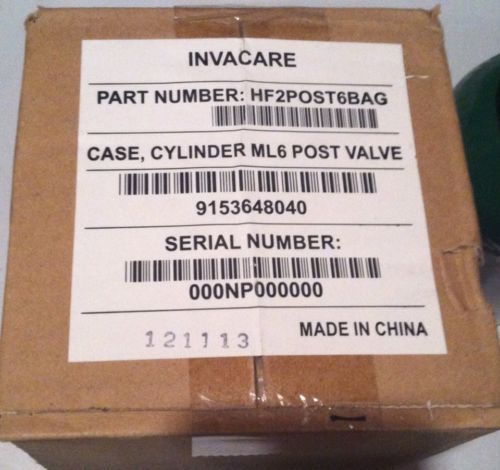 INVACARE
PART NUMBER: HF2POST6BAG
CASE, CYLINDER ML6 POST VALVE
9153648040
SERIAL NUMBER:
000NP000000
121113
MADE IN CHINA